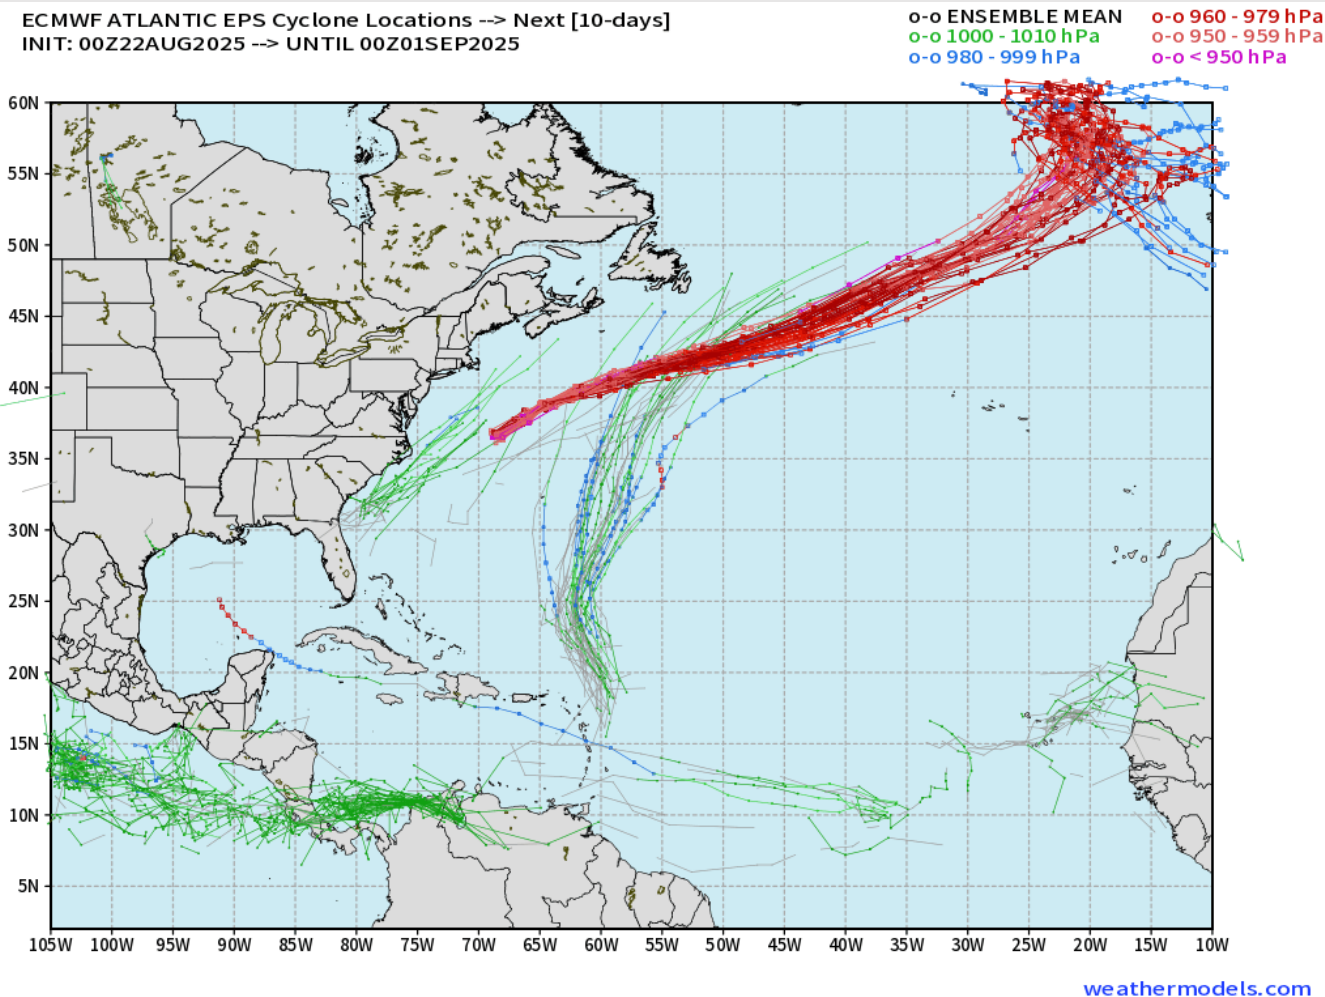 ECMWF ATLANTIC EPS Cyclone Locations --> Next [10-days]
INIT: 00Z22AUG2025 --> UNTIL 00Z01SEP2025
o-o ENSEMBLE MEAN
o-o 1000 - 1010 hPa
o-o 980 - 999 hPa
o-o 960 - 979 hPa
o-o 950 - 959 hPa
o-o < 950 hPa
60N
55N
50N
45N
40N
35N
30N
25N
20N
15N
10N
5N
105W 100W 95W 90W 85W 80W 75W 70W 65W 60W 55W 50W 45W 40W 35W 30W 25W 20W 15W 10W
weathermodels.com